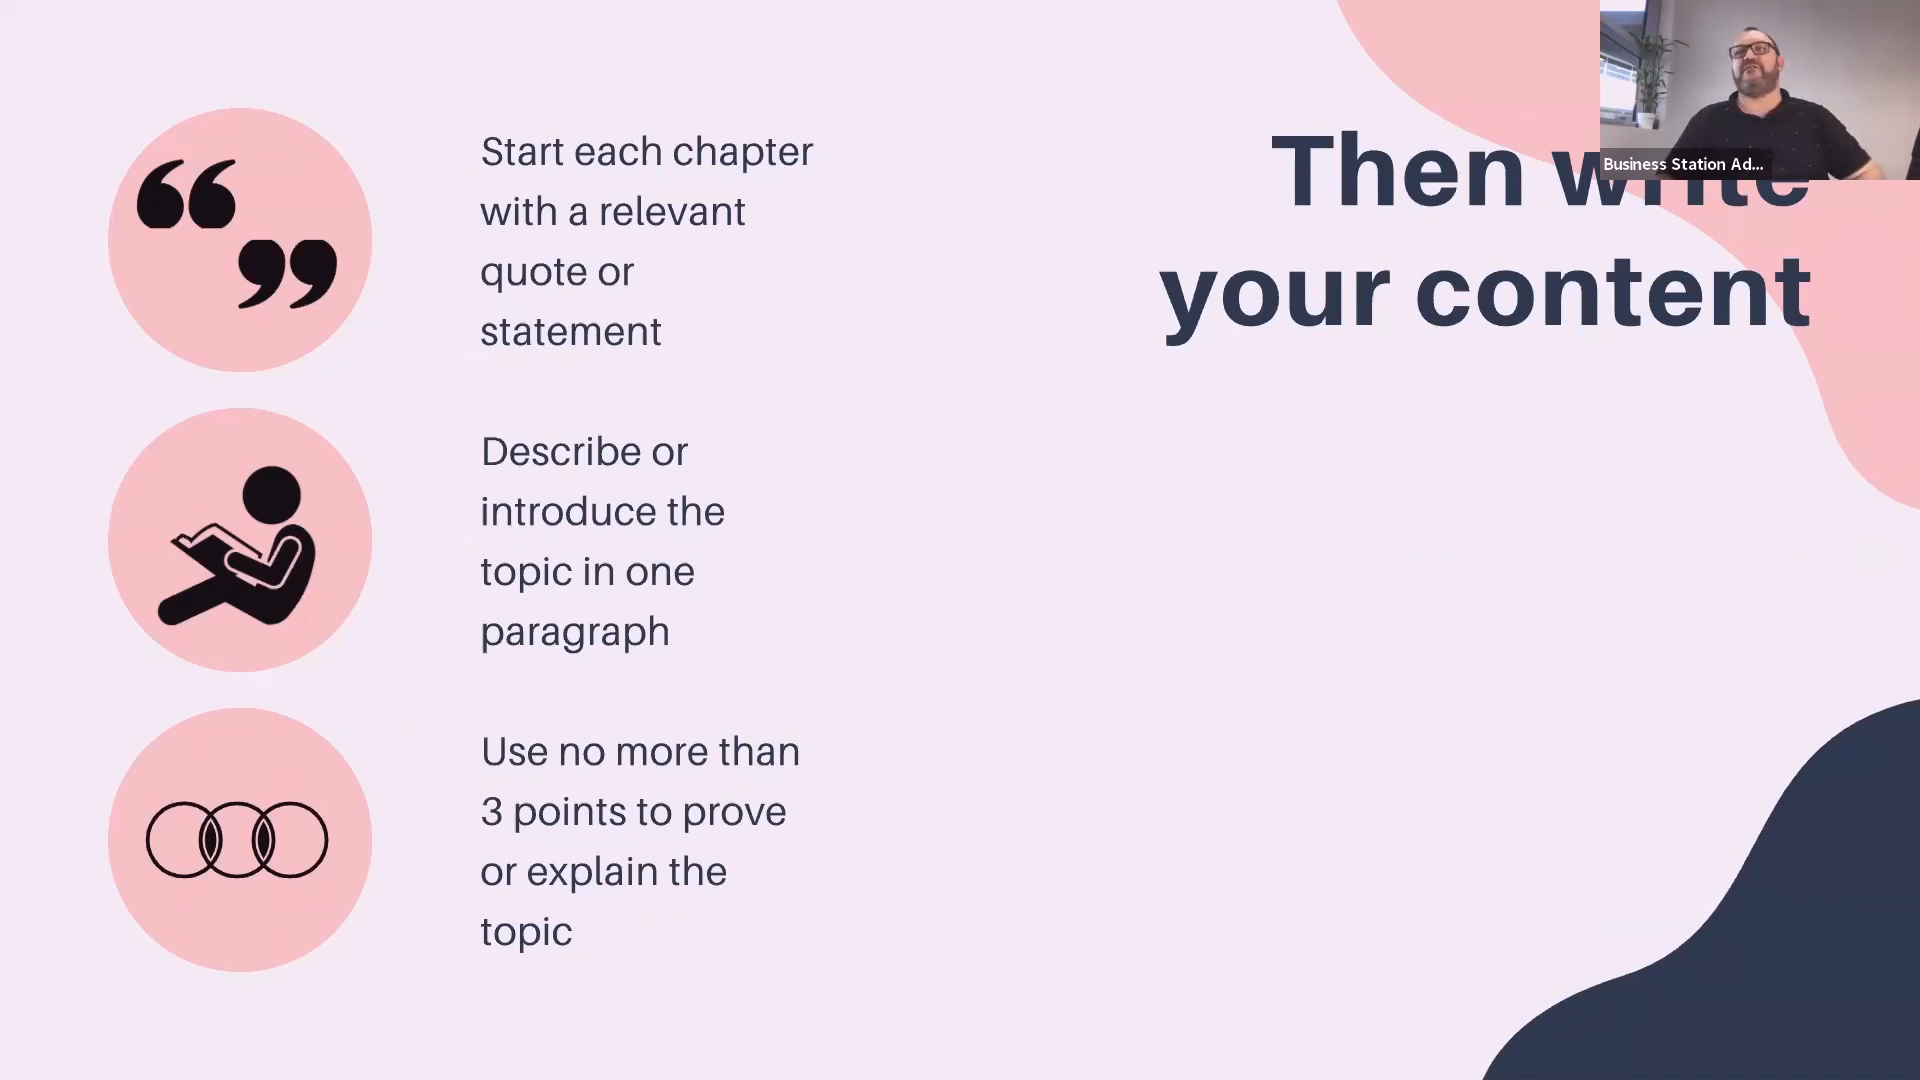 Then write
your content
Start each chapter
with a relevant
quote or
statement
Describe or
introduce the
topic in one
paragraph
Use no more than
3 points to prove
or explain the
topic
Business Station Ad...